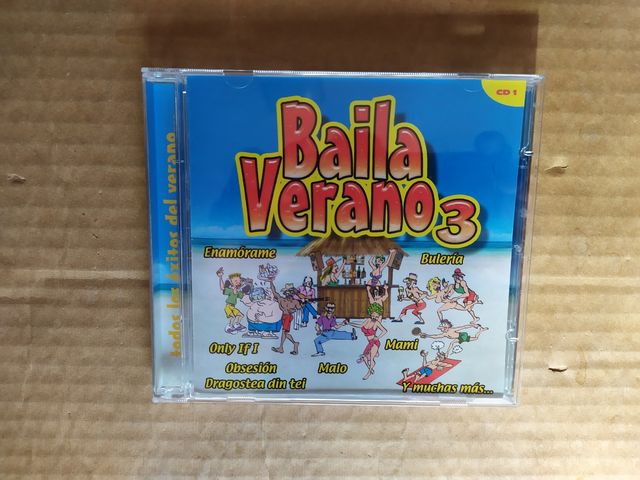 CD 1
Baila
Verano 3
todos los éxitos del verano
Enamórame
Bulería
Only If I
Mami
Obsesión
Malo
Dragostea din tei
Y muchas más...